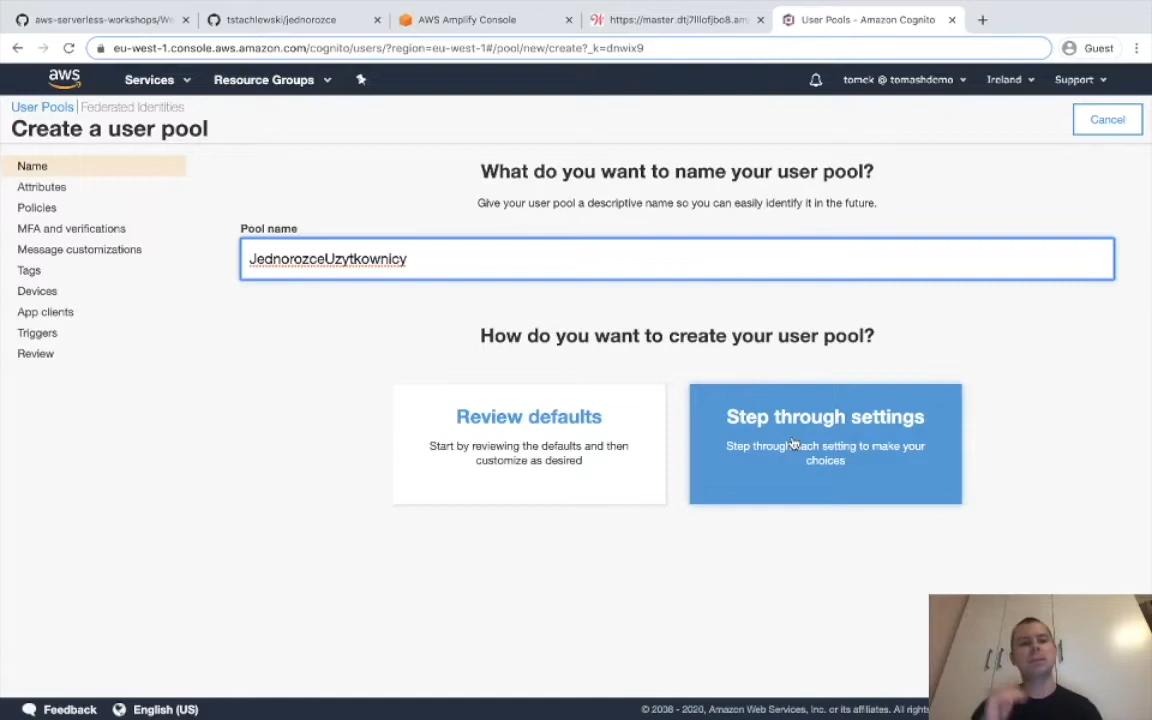 aws-serverless-workshops/We
tstachlewski/jednorozce
AWS Amplify Console
https://master.dtj7lllofjbo8.am
User Pools - Amazon Cognito
eu-west-1.console.aws.amazon.com/cognito/users/?region=eu-west-1#/pool/new/create?_k=dnwix9
Guest
aws
Services
Resource Groups
tomek @ tomashdemo
Ireland
Support
User Pools
Federated Identities
Create a user pool
Cancel
Name
Attributes
Policies
MFA and verifications
Message customizations
Tags
Devices
App clients
Triggers
Review
What do you want to name your user pool?
Give your user pool a descriptive name so you can easily identify it in the future.
Pool name
JednorozceUzytkownicy
How do you want to create your user pool?
Review defaults
Start by reviewing the defaults and then
customize as desired
Step through settings
Step through each setting to make your
choices
Feedback
English (US)
© 2008 - 2020, Amazon Web Services, Inc. or its affiliates. All rights